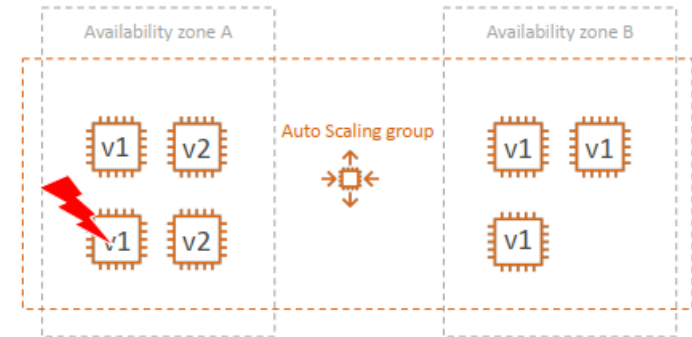 Availability zone A
Availability zone B
Auto Scaling group
v1 v2
v1 v1
v1 v2
v1